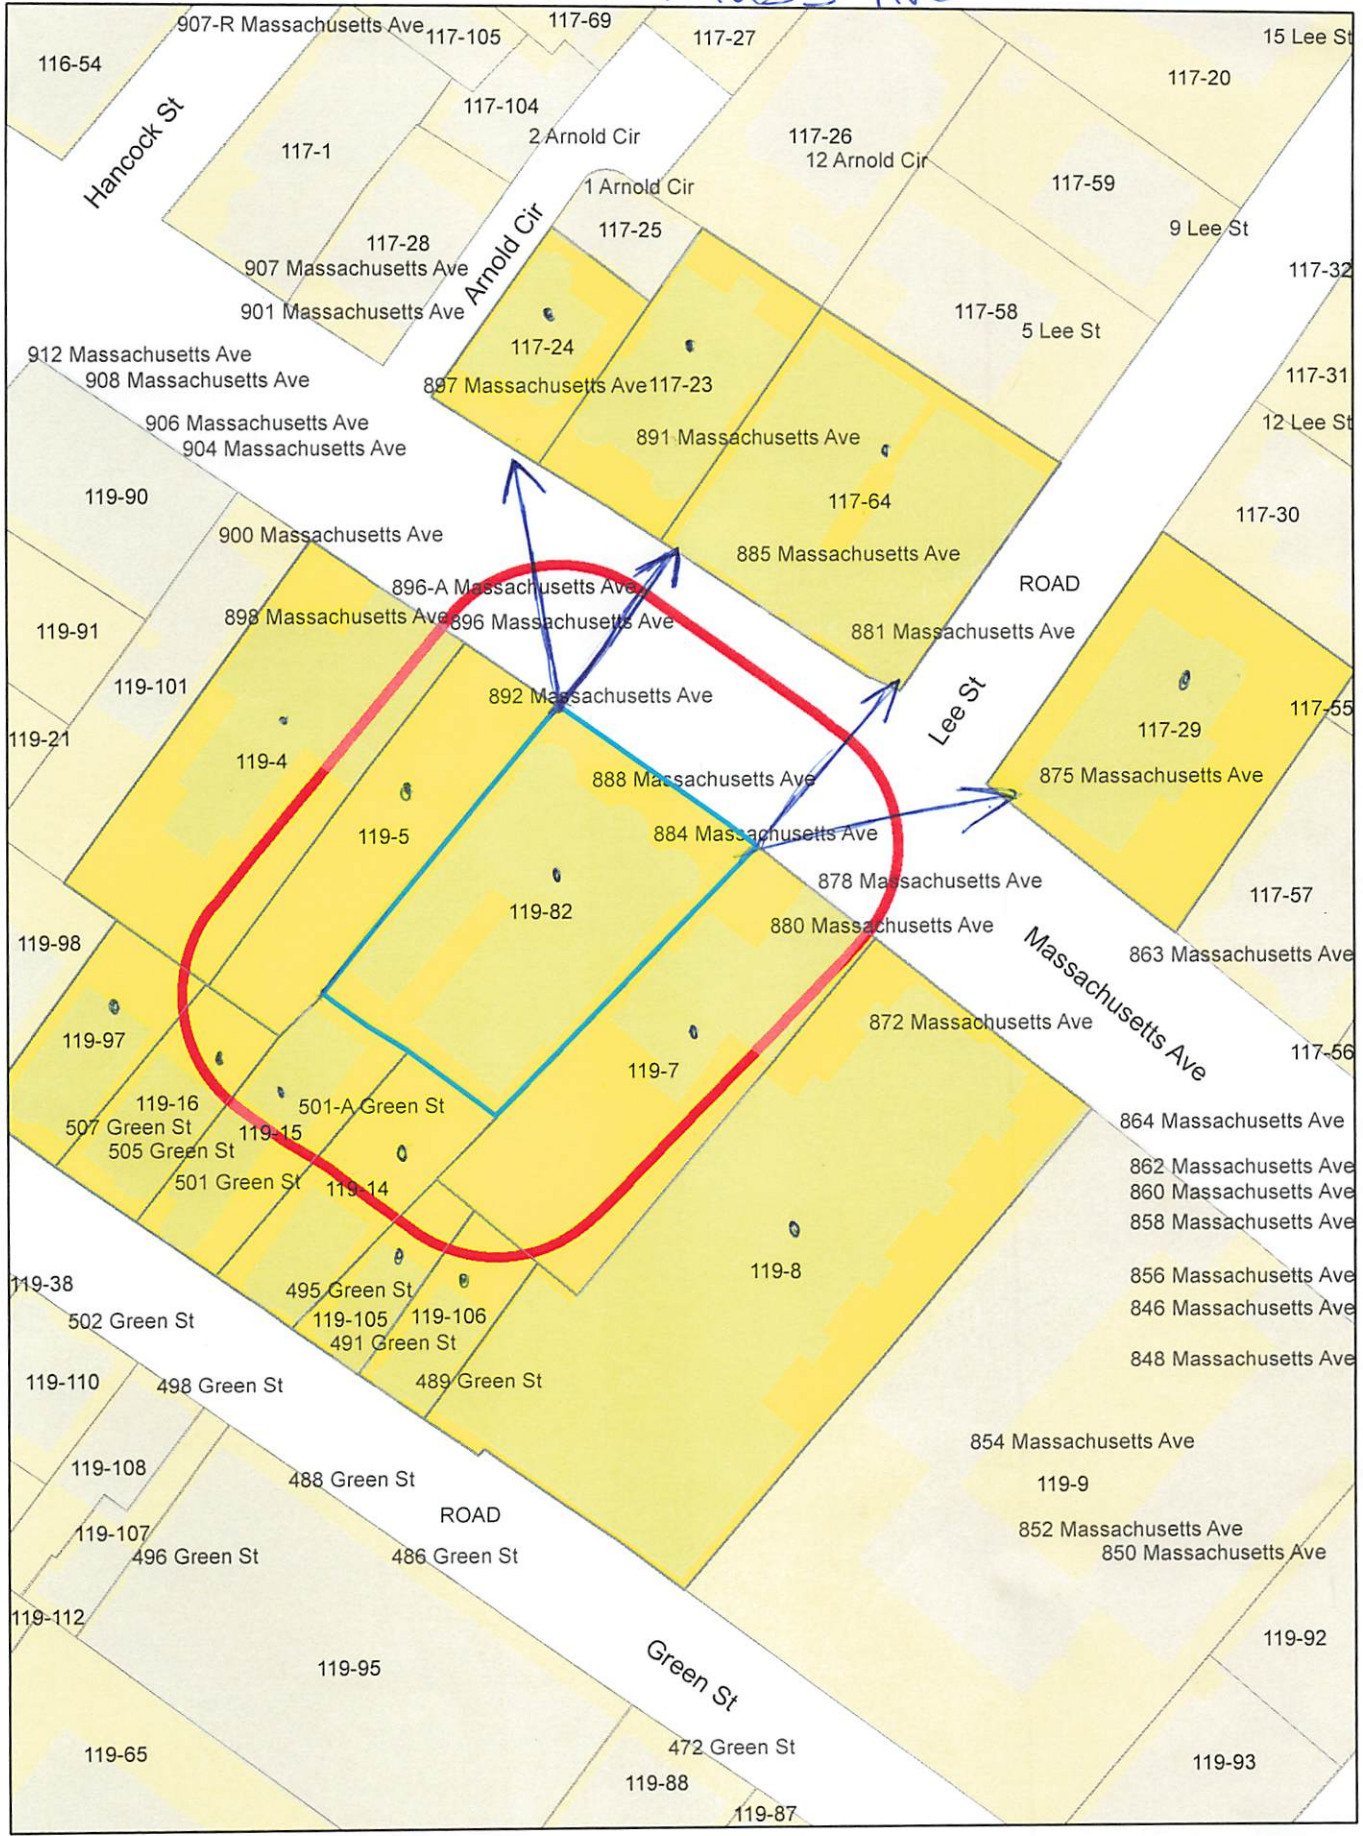 907-R Massachusetts Ave
117-69
117-105
117-27
15 Lee St
116-54
117-20
117-104
Hancock St
2 Arnold Cir
117-26
117-1
12 Arnold Cir
1 Arnold Cir
117-59
117-25
9 Lee St
117-28
Arnold Cir
907 Massachusetts Ave
117-32
901 Massachusetts Ave
117-58
5 Lee St
117-24
912 Massachusetts Ave
908 Massachusetts Ave
117-31
897 Massachusetts Ave
117-23
906 Massachusetts Ave
12 Lee St
891 Massachusetts Ave
904 Massachusetts Ave
119-90
117-64
117-30
900 Massachusetts Ave
885 Massachusetts Ave
896-A Massachusetts Ave
ROAD
898 Massachusetts Ave
896 Massachusetts Ave
119-91
881 Massachusetts Ave
119-101
892 Massachusetts Ave
Lee St
117-55
119-21
117-29
119-4
888 Massachusetts Ave
875 Massachusetts Ave
119-5
884 Massachusetts Ave
878 Massachusetts Ave
117-57
119-82
880 Massachusetts Ave
119-98
863 Massachusetts Ave
Massachusetts Ave
872 Massachusetts Ave
119-97
117-56
119-7
119-16
501-A Green St
864 Massachusetts Ave
507 Green St
119-15
505 Green St
862 Massachusetts Ave
501 Green St
119-14
860 Massachusetts Ave
858 Massachusetts Ave
119-8
856 Massachusetts Ave
119-38
495 Green St
846 Massachusetts Ave
502 Green St
119-105
119-106
491 Green St
848 Massachusetts Ave
119-110
498 Green St
489 Green St
854 Massachusetts Ave
119-108
488 Green St
119-9
ROAD
119-107
852 Massachusetts Ave
496 Green St
486 Green St
850 Massachusetts Ave
119-112
119-92
119-95
Green St
472 Green St
119-65
119-93
119-88
119-87